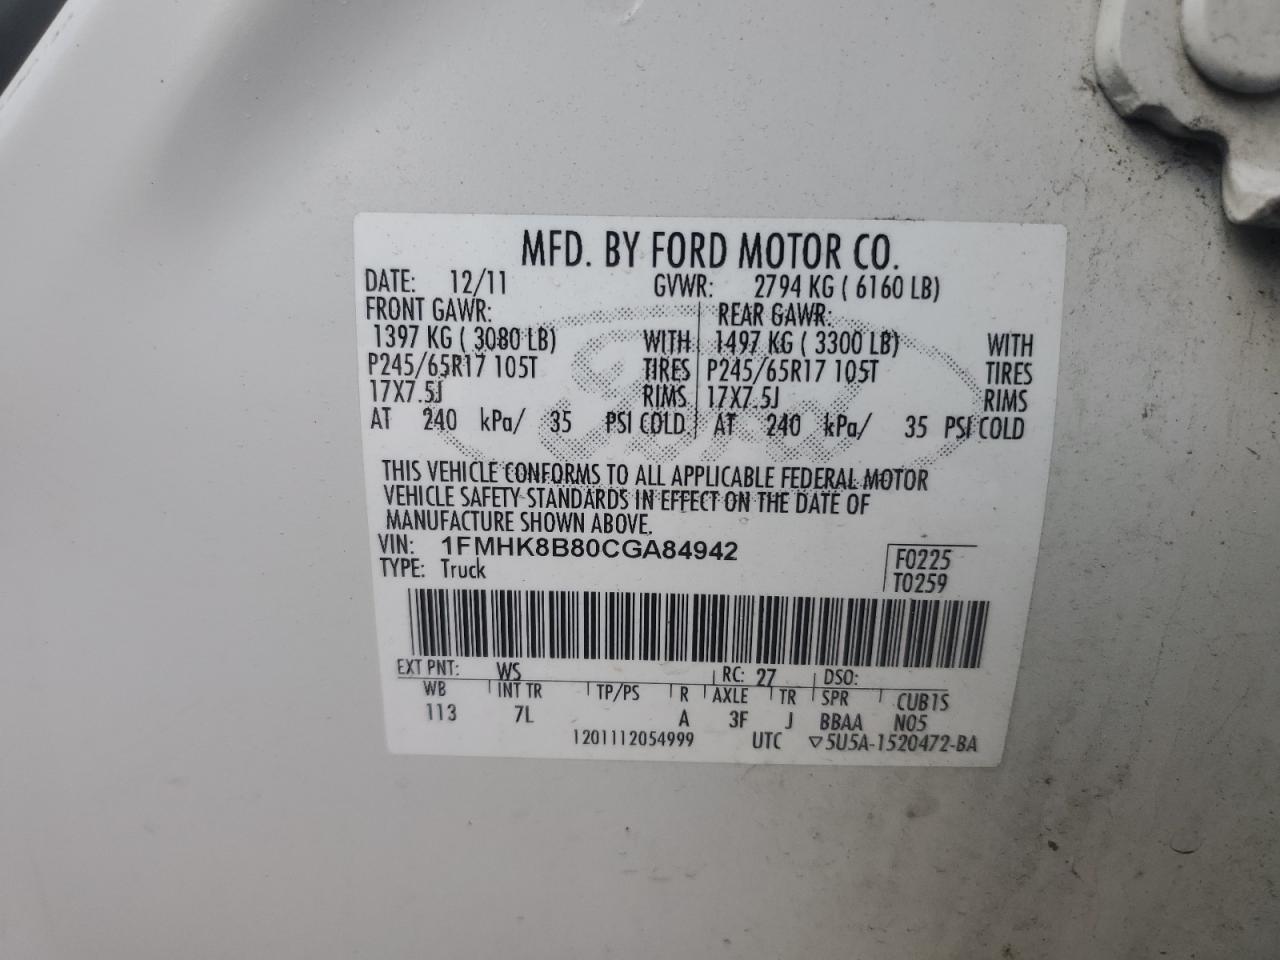 MFD. BY FORD MOTOR CO.
DATE: 12/11 GVWR: 2794 KG ( 6160 LB)
FRONT GAWR: REAR GAWR:
1397 KG ( 3080 LB) WITH 1497 KG ( 3300 LB) WITH
P245/65R17 105T TIRES P245/65R17 105T TIRES
17X7.5J RIMS 17X7.5J RIMS
AT 240 kPa/ 35 PSI COLD AT 240 kPa/ 35 PSI COLD
THIS VEHICLE CONFORMS TO ALL APPLICABLE FEDERAL MOTOR
VEHICLE SAFETY STANDARDS IN EFFECT ON THE DATE OF
MANUFACTURE SHOWN ABOVE.
VIN: 1FMHK8B80CGA84942
F0225
TYPE: Truck
T0259
EXT PNT: WS RC: 27 DSO:
WB INT TR TP/PS R AXLE TR SPR CUB1S
113 7L A 3F J BBAA N05
1201112054999 UTC ▽5U5A-1520472-BA